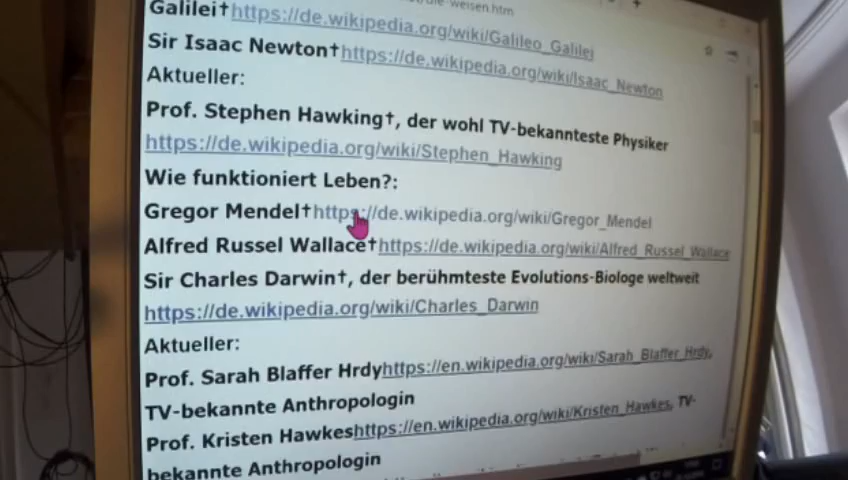 Galilei†https://de.wikipedia.org/wiki/Galileo_Galilei
Sir Isaac Newton†https://de.wikipedia.org/wiki/Isaac_Newton
Aktueller:
Prof. Stephen Hawking†, der wohl TV-bekannteste Physiker
https://de.wikipedia.org/wiki/Stephen_Hawking
Wie funktioniert Leben?:
Gregor Mendel†https://de.wikipedia.org/wiki/Gregor_Mendel
Alfred Russel Wallace†https://de.wikipedia.org/wiki/Alfred_Russel_Wallace
Sir Charles Darwin†, der berühmteste Evolutions-Biologe weltweit
https://de.wikipedia.org/wiki/Charles_Darwin
Aktueller:
Prof. Sarah Blaffer Hrdyhttps://en.wikipedia.org/wiki/Sarah_Blaffer_Hrdy,
TV-bekannte Anthropologin
Prof. Kristen Hawkeshttps://en.wikipedia.org/wiki/Kristen_Hawkes, TV-
bekannte Anthropologin